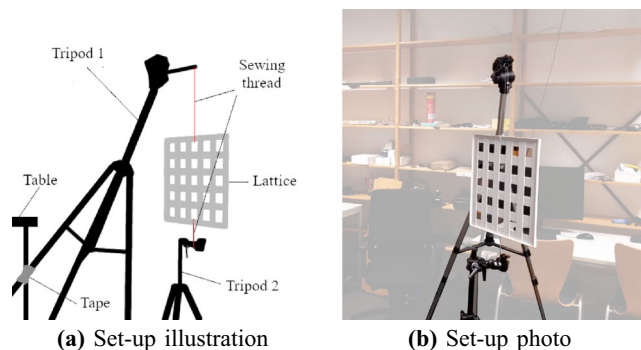 Tripod 1
Sewing
thread
Lattice
Table
Tape
Tripod 2
(a) Set-up illustration
(b) Set-up photo